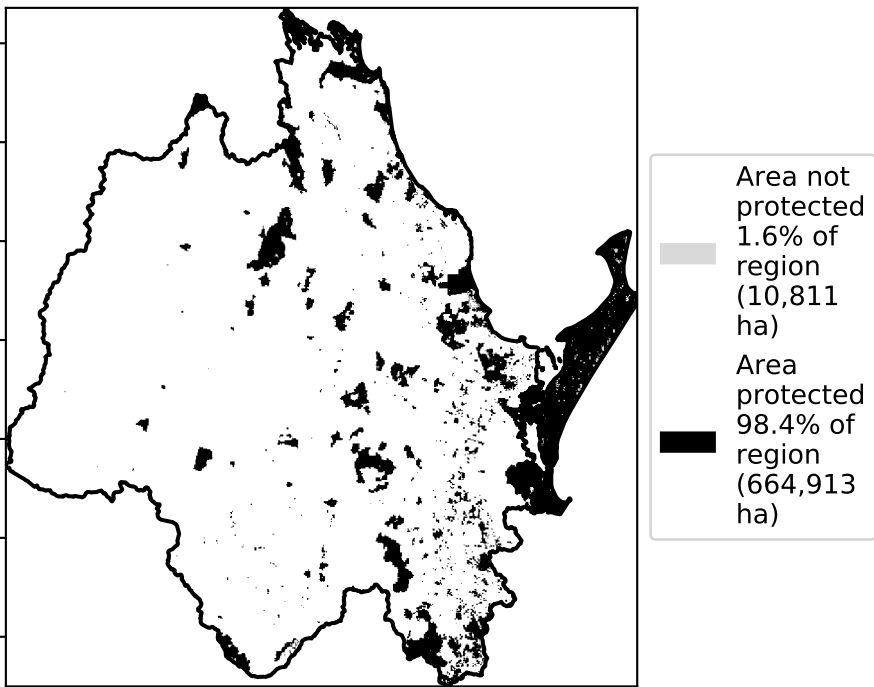 Area not
protected
1.6% of
region
(10,811
ha)
Area
protected
98.4% of
region
(664,913
ha)